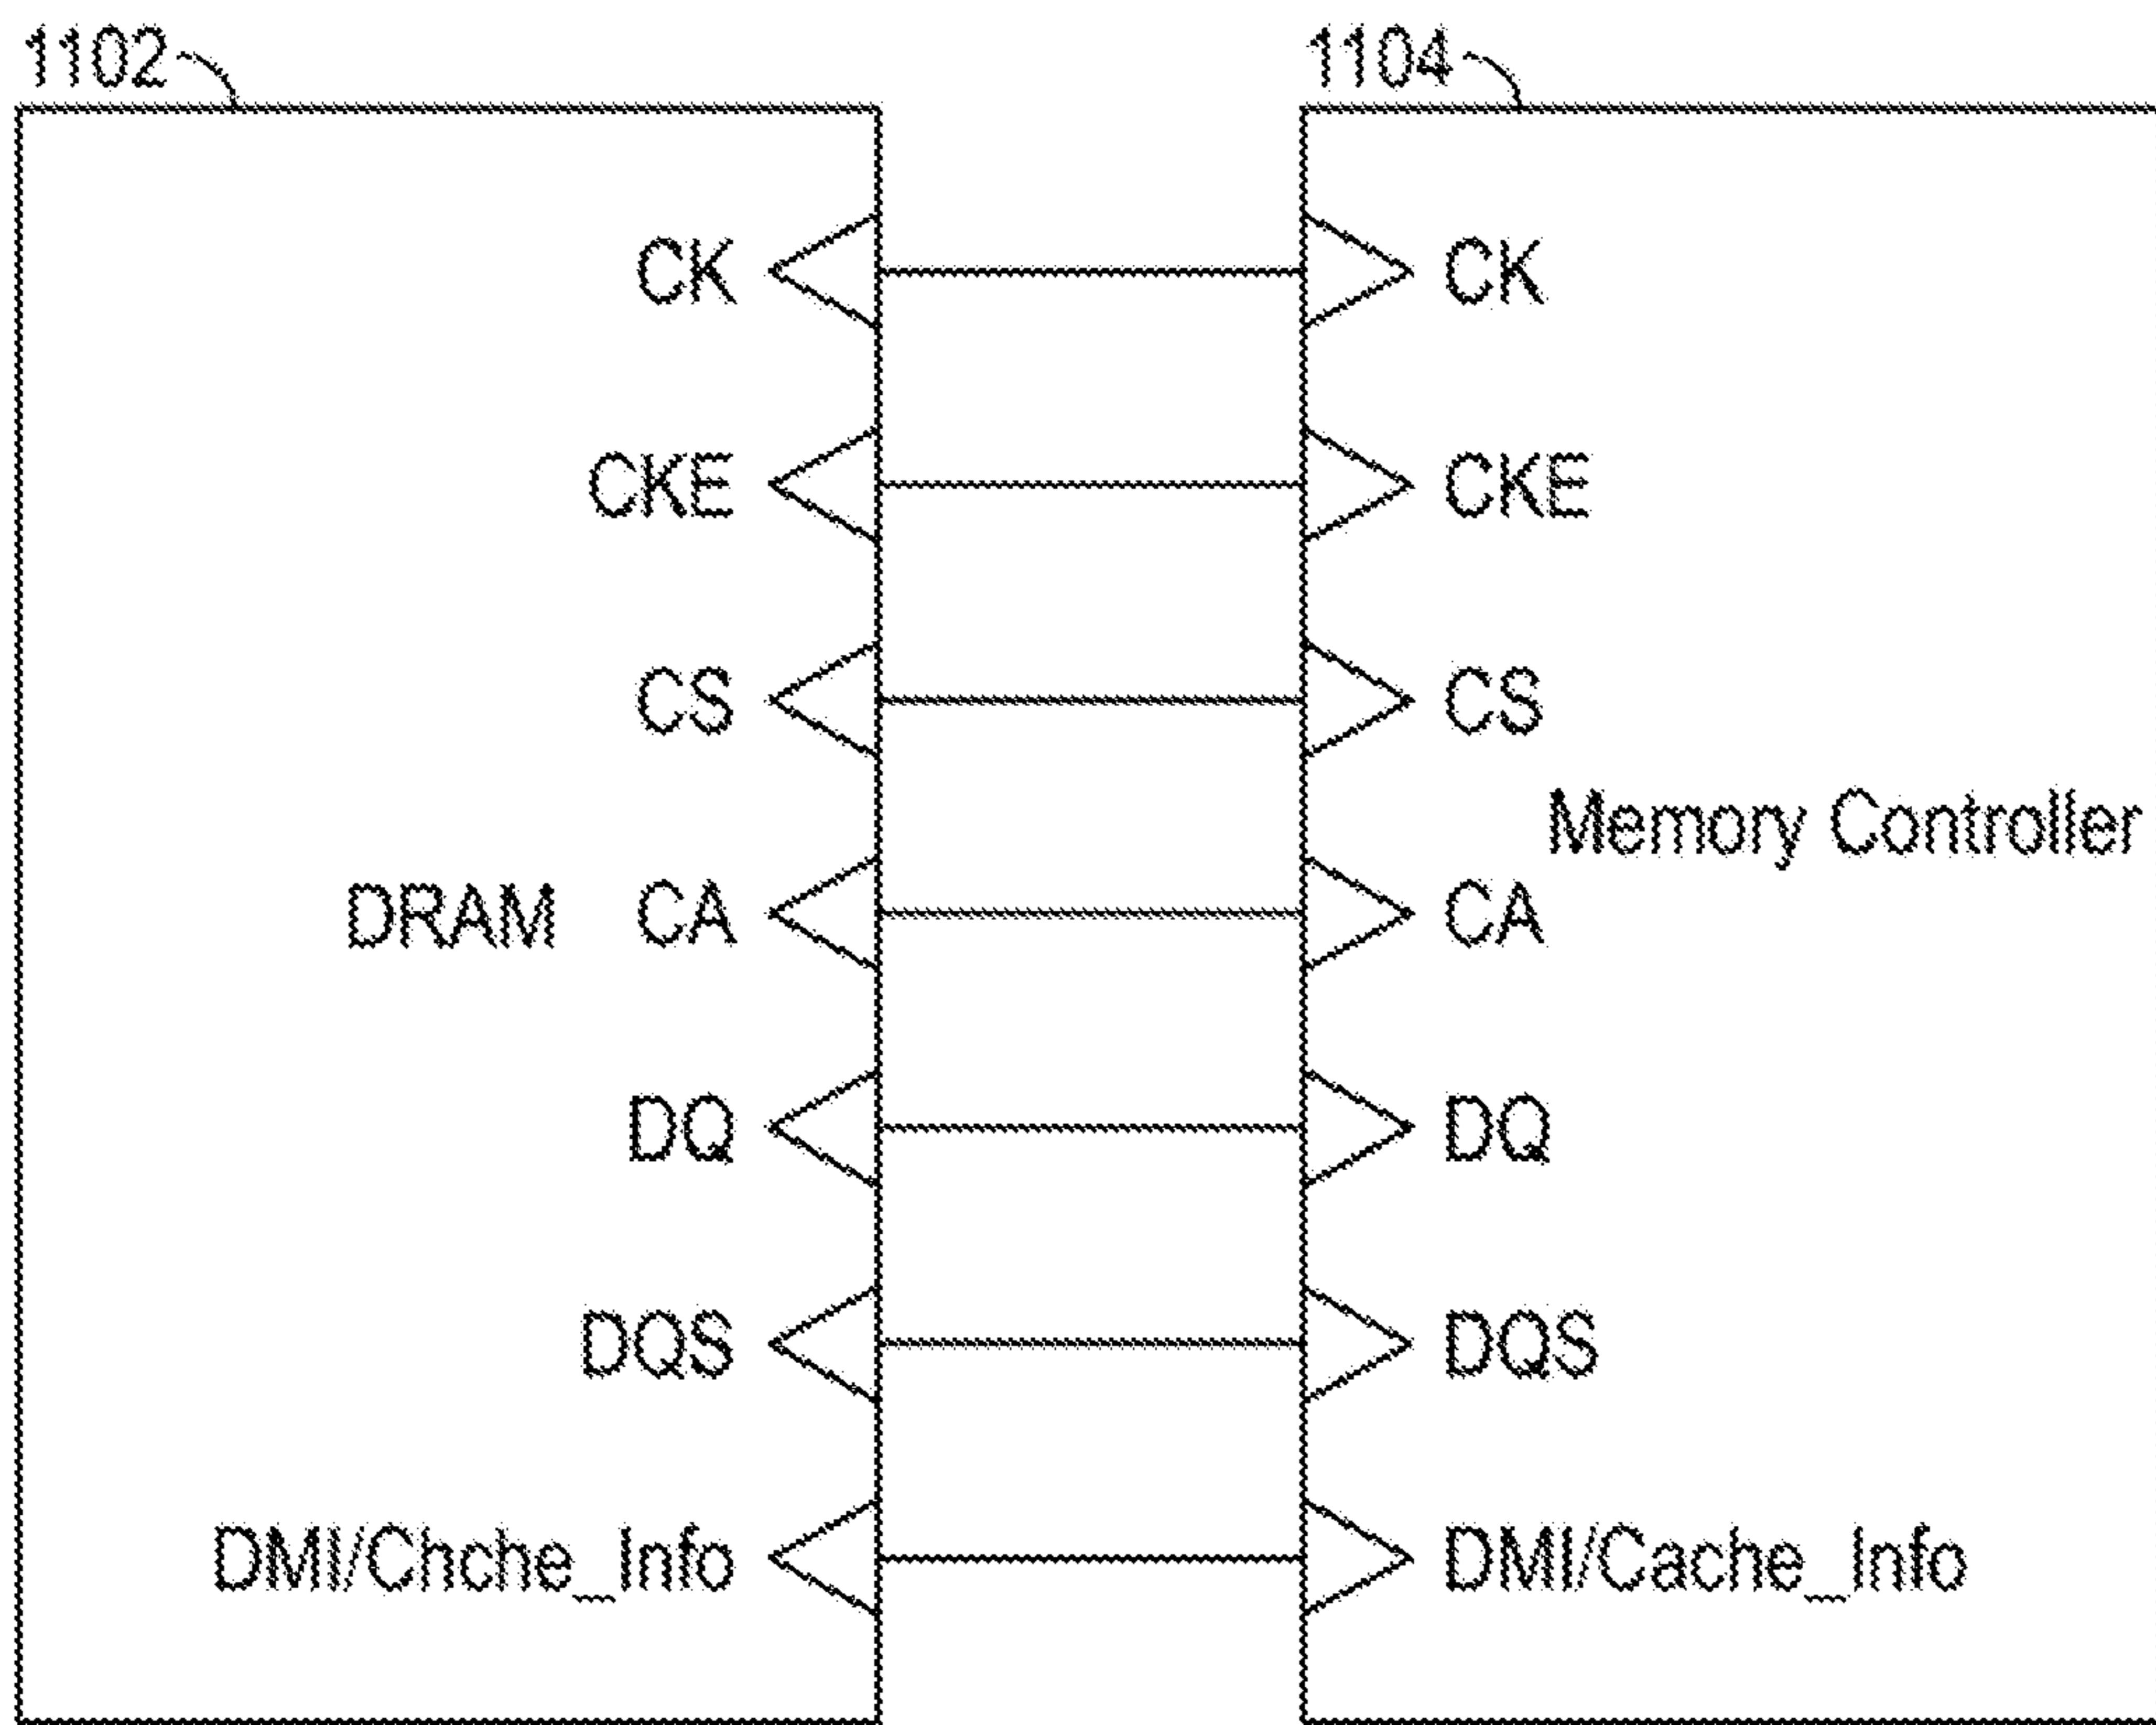 1102
1104
CK
CK
CKE
CKE
CS
CS
Memory Controller
DRAM
CA
CA
DQ
DQ
DQS
DQS
DMI/Chche_Info
DMI/Cache_Info